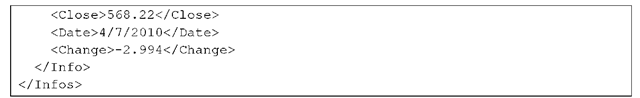 <Close>568.22</Close>
<Date>4/7/2010</Date>
<Change>-2.994</Change>
</Info>
</Infos>